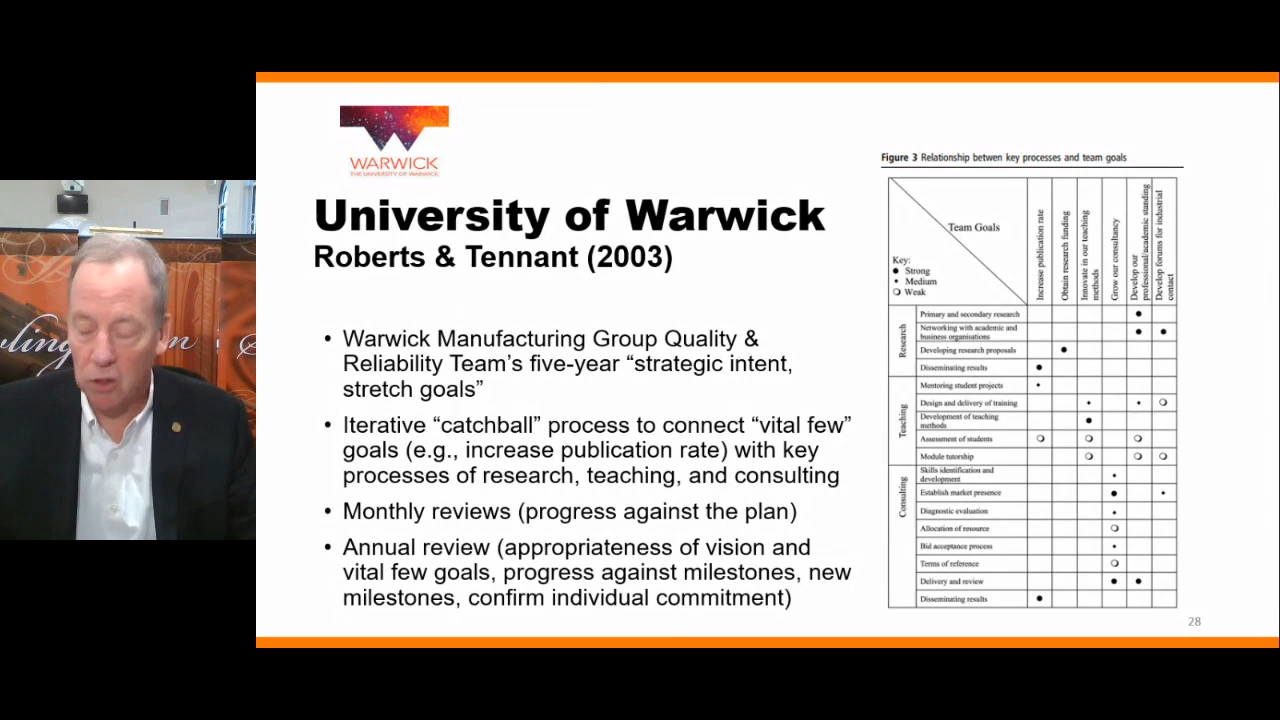 WARWICK
THE UNIVERSITY OF WARWICK
University of Warwick
Roberts & Tennant (2003)
• Warwick Manufacturing Group Quality &
Reliability Team’s five-year “strategic intent,
stretch goals”
• Iterative “catchball” process to connect “vital few”
goals (e.g., increase publication rate) with key
processes of research, teaching, and consulting
• Monthly reviews (progress against the plan)
• Annual review (appropriateness of vision and
vital few goals, progress against milestones, new
milestones, confirm individual commitment)
Figure 3 Relationship betwen key processes and team goals
Team Goals
Key:
Strong
Medium
Weak
Increase publication rate
Obtain research funding
Innovate in our teaching
methods
Grow our consultancy
Develop our
professional/academic standing
Develop forums for industrial
contact
Research
Primary and secondary research
Networking with academic and
business organisations
Developing research proposals
Disseminating results
Teaching
Mentoring student projects
Design and delivery of training
Development of teaching
methods
Assessment of students
Module tutorship
Consulting
Skills identification and
development
Establish market presence
Diagnostic evaluation
Allocation of resource
Bid acceptance process
Terms of reference
Delivery and review
Disseminating results
28